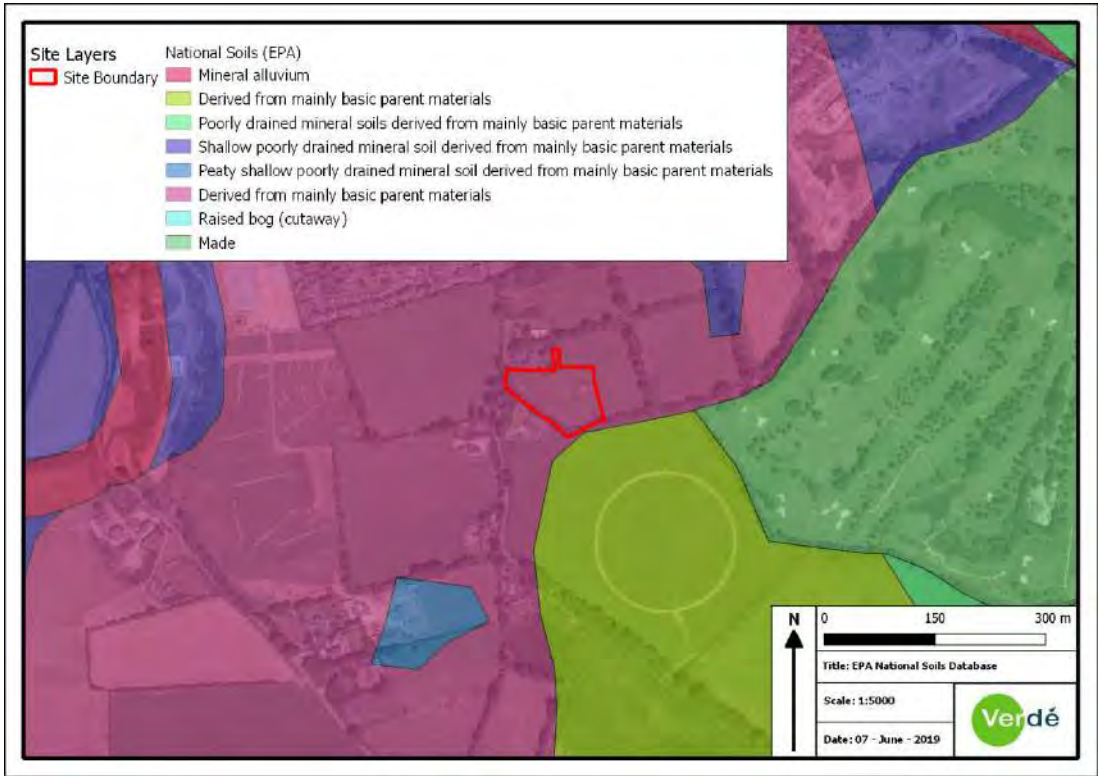 Site Layers
Site Boundary
National Soils (EPA)
Mineral alluvium
Derived from mainly basic parent materials
Poorly drained mineral soils derived from mainly basic parent materials
Shallow poorly drained mineral soil derived from mainly basic parent materials
Peaty shallow poorly drained mineral soil derived from mainly basic parent materials
Derived from mainly basic parent materials
Raised bog (cutaway)
Made
N
0 150 300 m
Title: EPA National Soils Database
Scale: 1:5000
Date: 07 - June - 2019
Verdé